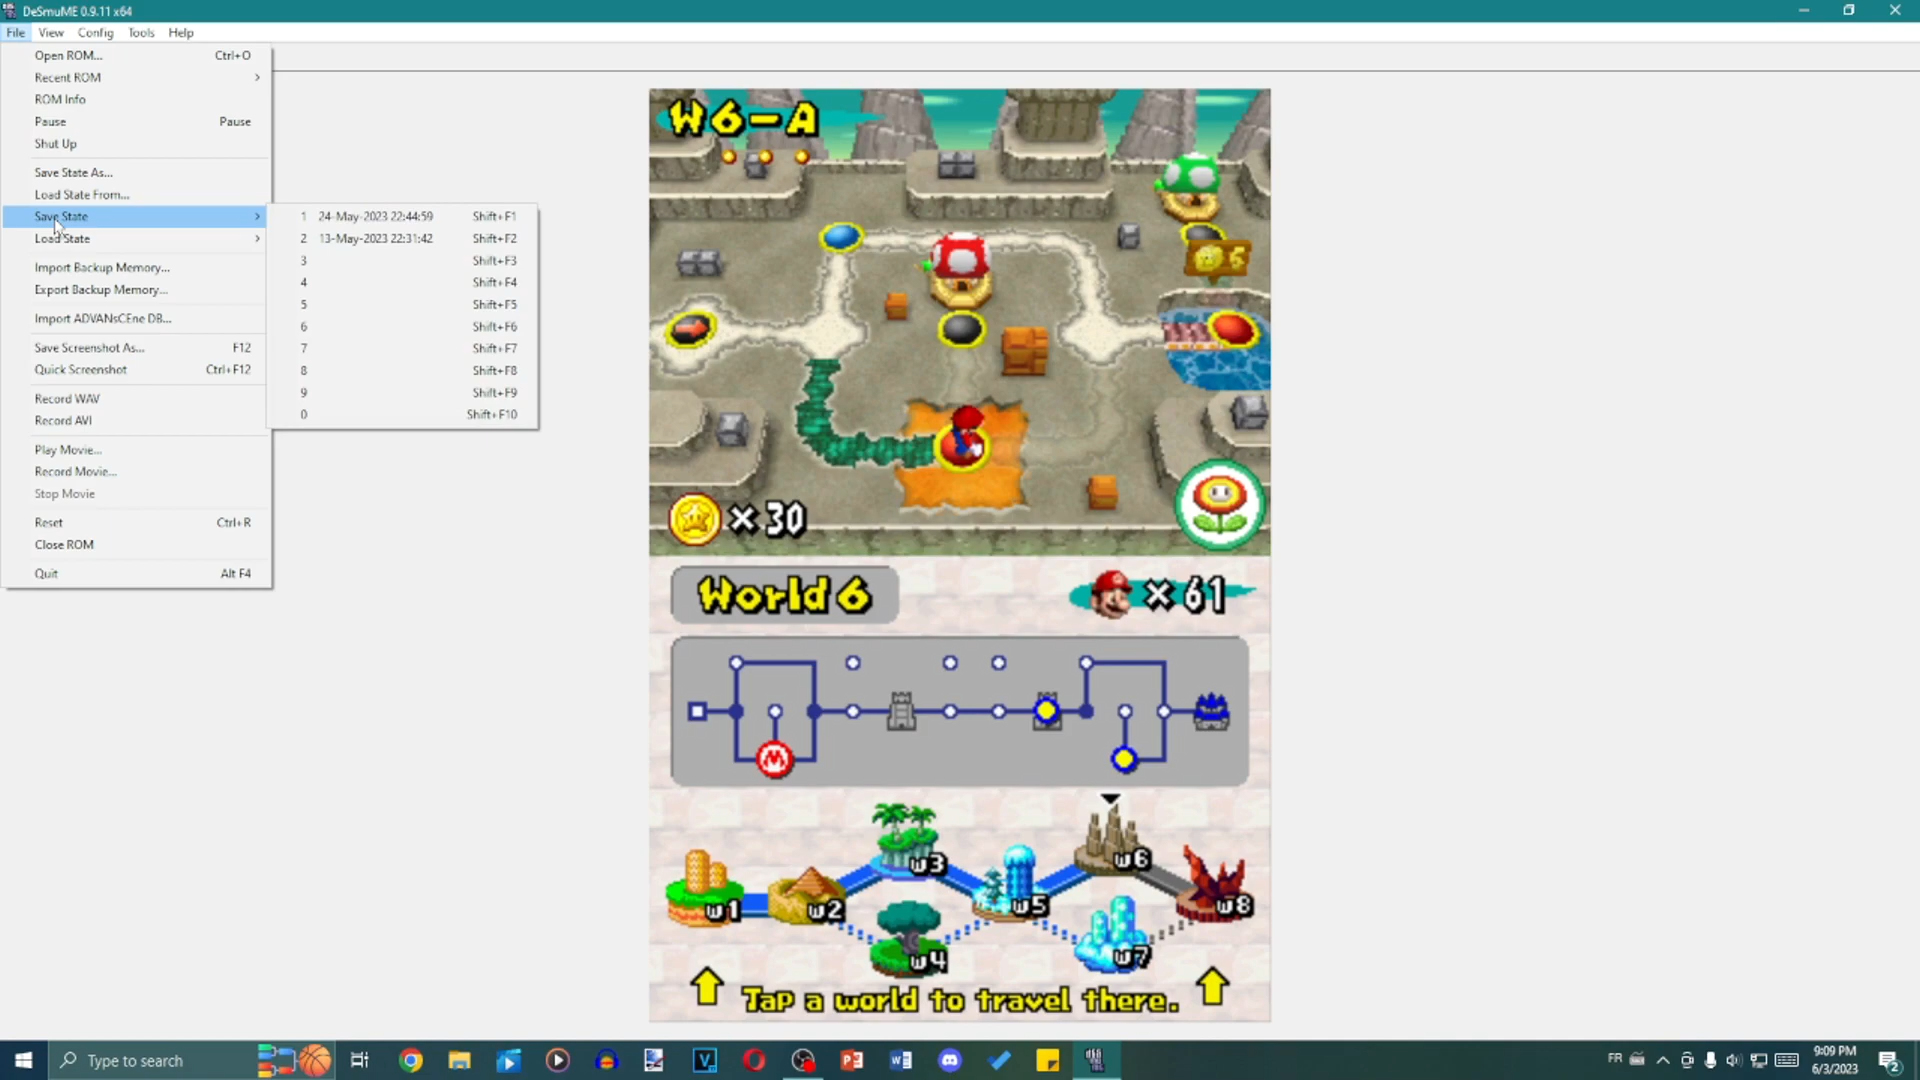 DeSmuME 0.9.11 x64
File View Config Tools Help
Open ROM... Ctrl+O
Recent ROM
ROM Info
Pause Pause
Shut Up
Save State As...
Load State From...
Save State
Load State
Import Backup Memory...
Export Backup Memory...
Import ADVANsCEne DB...
Save Screenshot As... F12
Quick Screenshot Ctrl+F12
Record WAV
Record AVI
Play Movie...
Record Movie...
Stop Movie
Reset Ctrl+R
Close ROM
Quit Alt F4
1 24-May-2023 22:44:59 Shift+F1
2 13-May-2023 22:31:42 Shift+F2
3 Shift+F3
4 Shift+F4
5 Shift+F5
6 Shift+F6
7 Shift+F7
8 Shift+F8
9 Shift+F9
0 Shift+F10
W6-A
5
×30
World 6 ×61
M
w1 w2 w3 w4 w5 w6 w7 w8
Tap a world to travel there.
Type to search
FR
9:09 PM
6/3/2023
2